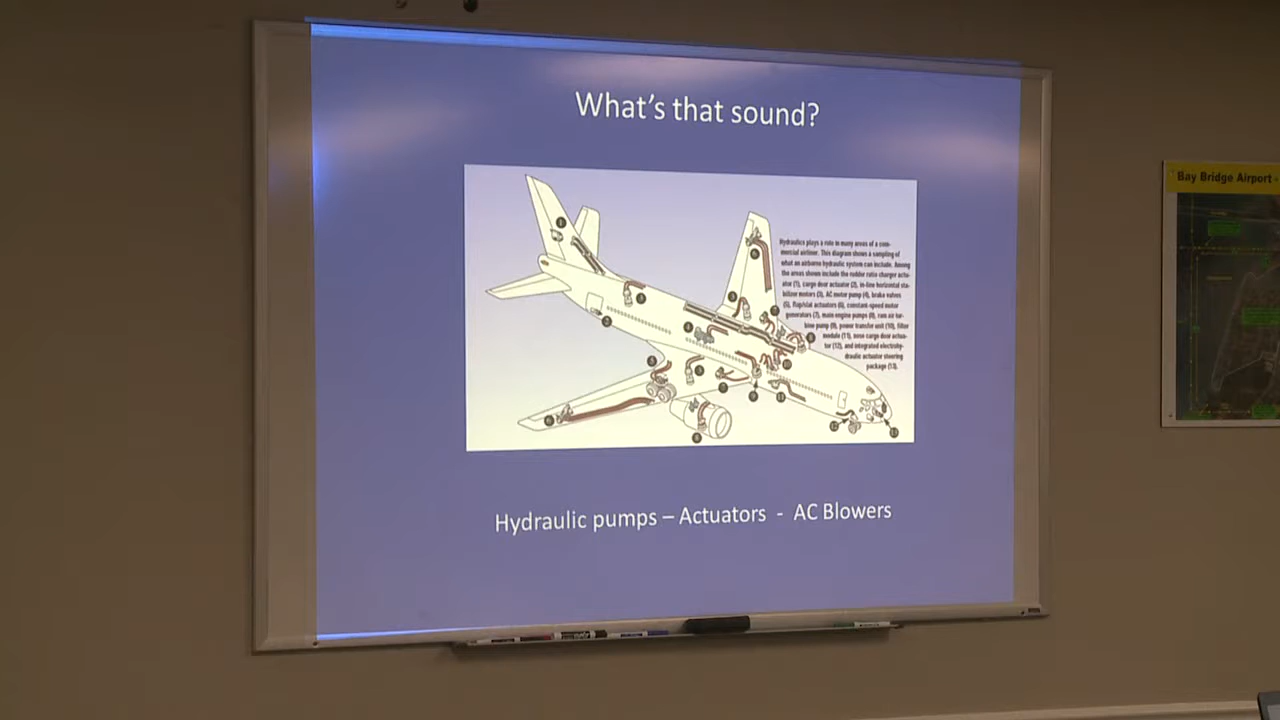 What's that sound?
Bay Bridge Airport -
Hydraulics plays a role in many areas of a com-
mercial airliner. This diagram shows a sampling of
what an airborne hydraulic system can include. Among
the areas shown include the rudder ratio changer actu-
ator (1), cargo door actuator (2), in-line horizontal sta-
bilizer motors (3), AC motor pump (4), brake valves
(5), flap/slat actuators (6), constant-speed motor
generators (7), main engine pumps (8), ram air tur-
bine pump (9), power transfer unit (10), filter
module (11), nose cargo door actua-
tor (12), and integrated electrohy-
draulic actuator steering
package (13).
Hydraulic pumps – Actuators - AC Blowers